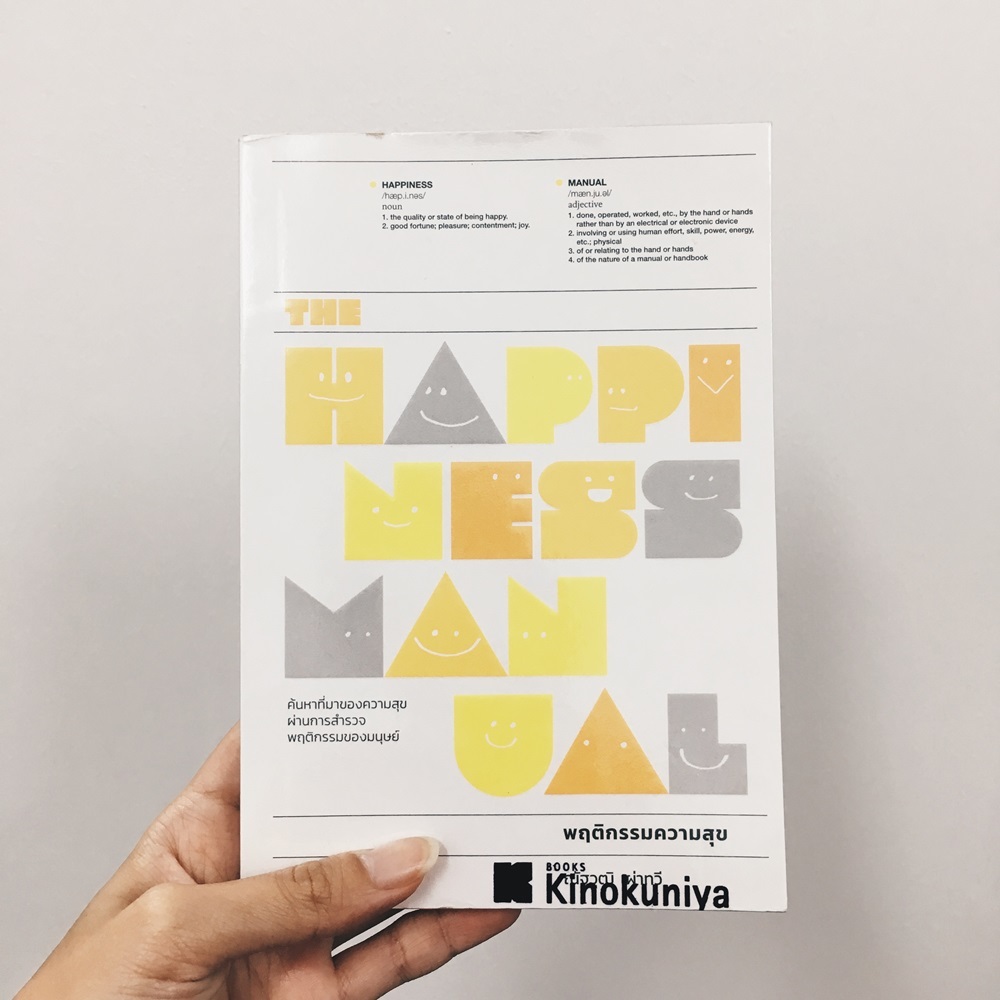 HAPPINESS
/hæp.i.nəs/
noun
1. the quality or state of being happy.
2. good fortune; pleasure; contentment; joy.
MANUAL
/mæn.ju.əl/
adjective
1. done, operated, worked, etc., by the hand or hands
rather than by an electrical or electronic device
2. involving or using human effort, skill, power, energy,
etc.; physical
3. of or relating to the hand or hands
4. of the nature of a manual or handbook
THE
HAPPI
NESS
MAN
UAL
ค้นหาที่มาของความสุข
ผ่านการสำรวจ
พฤติกรรมของมนุษย์
พฤติกรรมความสุข
BOOKS
Kinokuniya